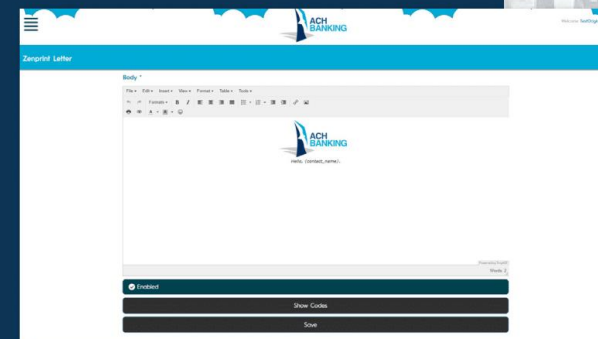 ACH
BANKING
Welcome
Zenprint Letter
Body *
File Edit Insert View Format Table Tools
Formats B I
A
ACH
BANKING
Hello, {contact_name},
Words: 2
Enabled
Show Codes
Save